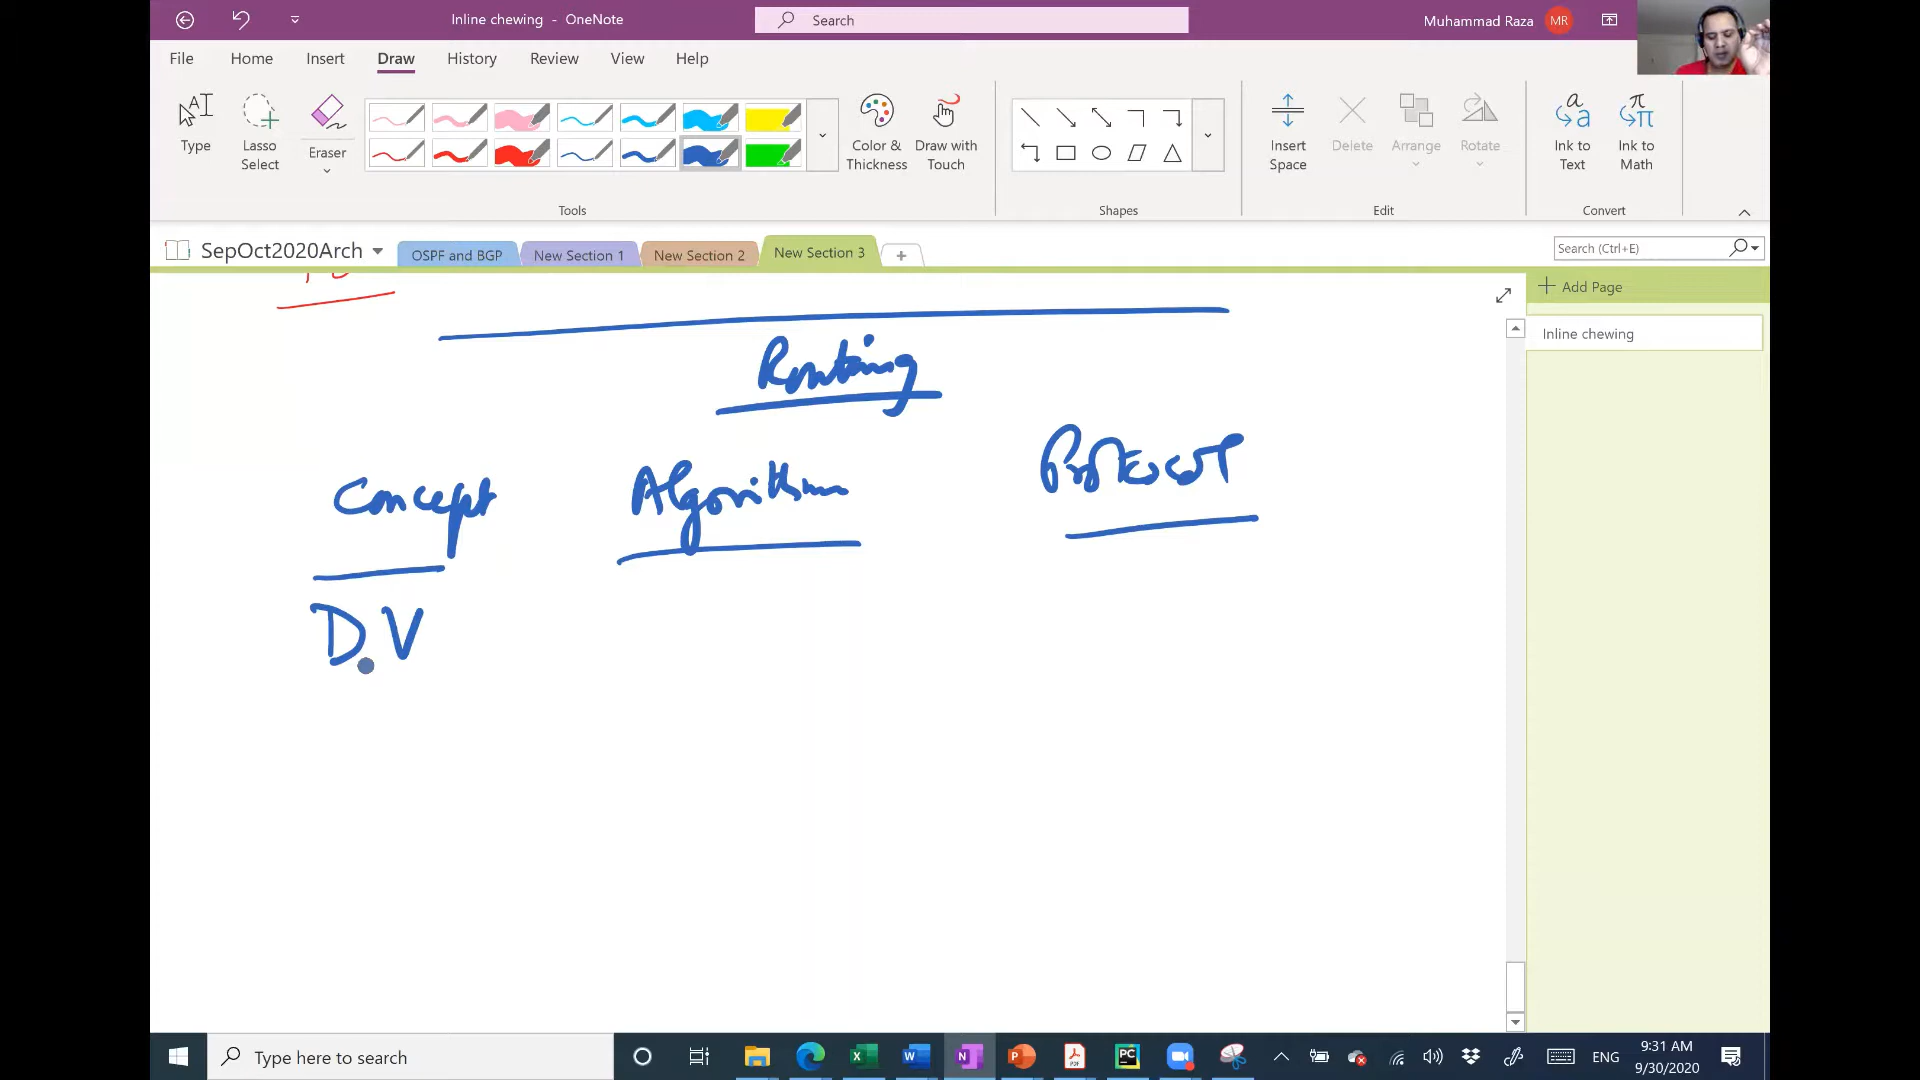 Inline chewing - OneNote
Search
Muhammad Raza
MR
File Home Insert Draw History Review View Help
Type
Lasso Select
Eraser
Color & Thickness
Draw with Touch
Insert Space
Delete
Arrange
Rotate
Ink to Text
Ink to Math
Tools
Shapes
Edit
Convert
SepOct2020Arch
OSPF and BGP
New Section 1
New Section 2
New Section 3
Search (Ctrl+E)
Add Page
Inline chewing
Routing
Concept Algorithm Protocol
D.V
Type here to search
ENG
9:31 AM
9/30/2020